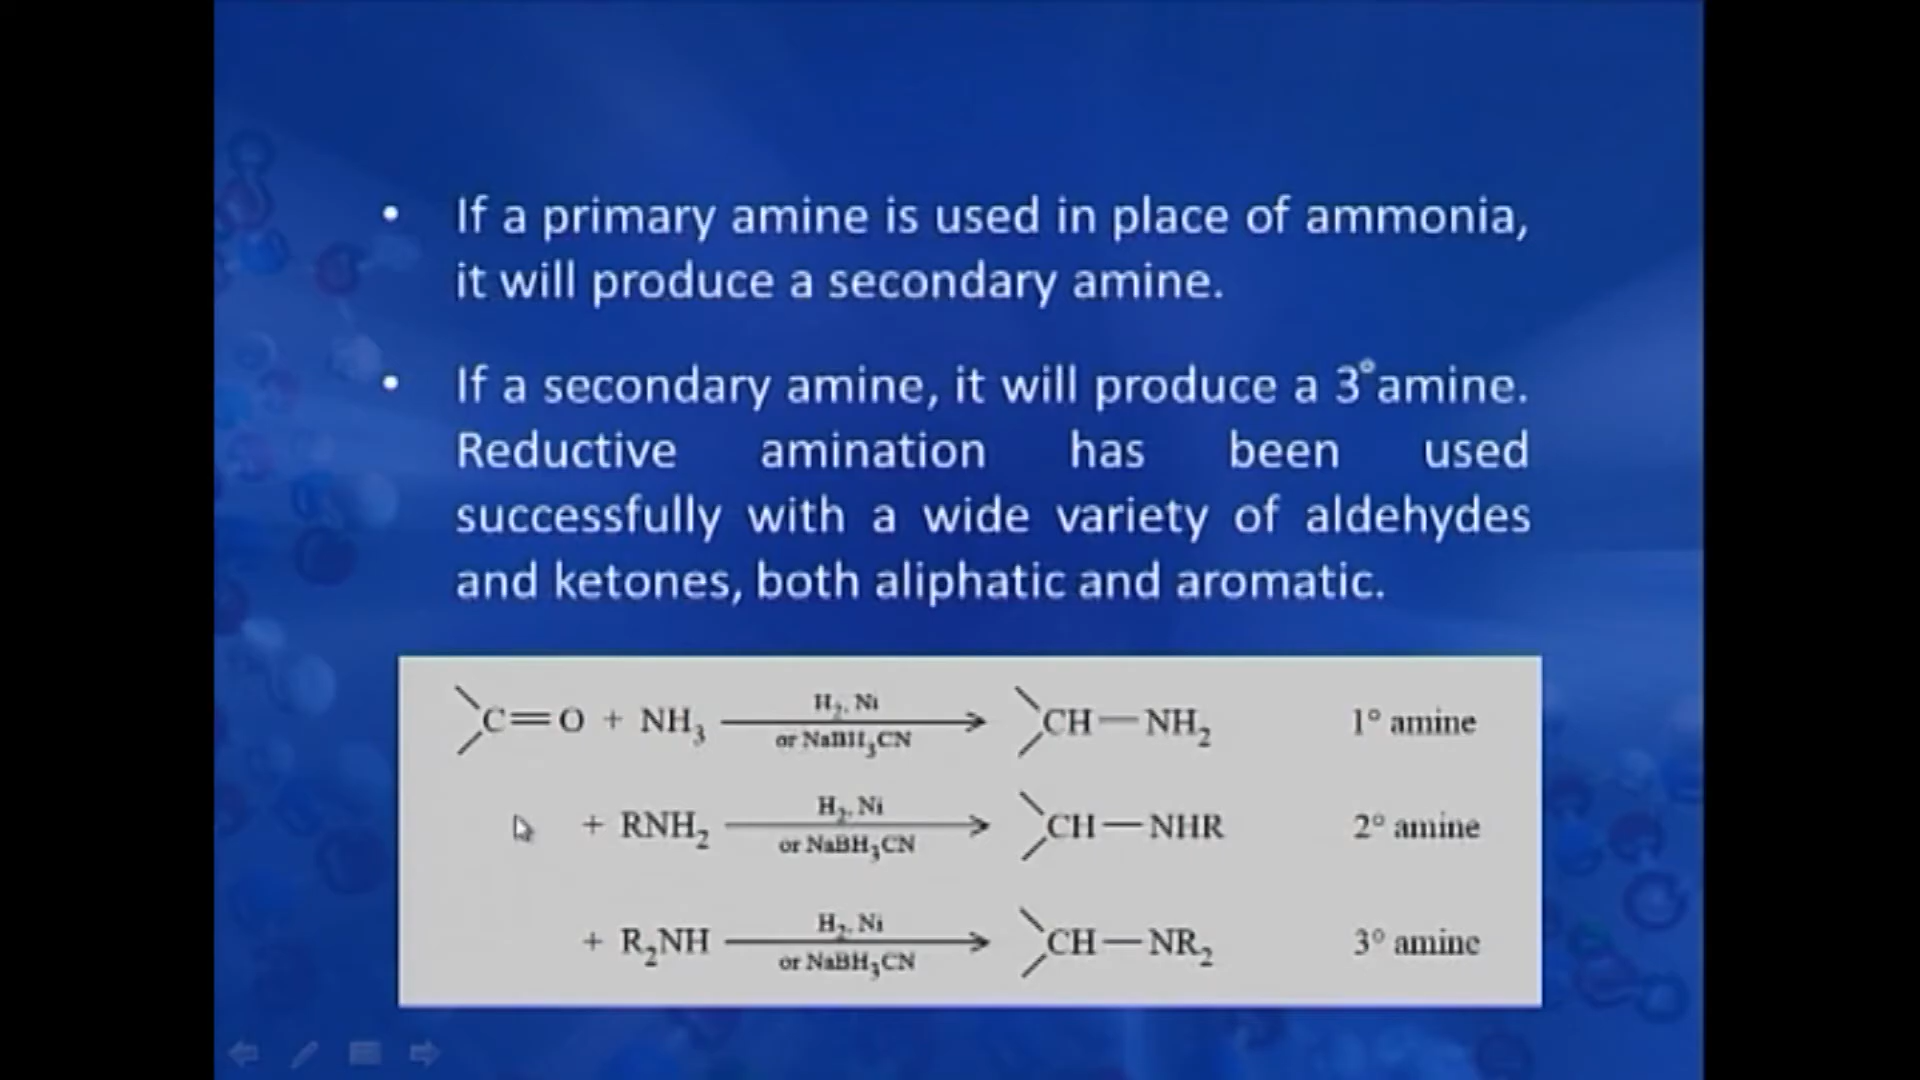 • If a primary amine is used in place of ammonia,
it will produce a secondary amine.
• If a secondary amine, it will produce a 3° amine.
Reductive amination has been used
successfully with a wide variety of aldehydes
and ketones, both aliphatic and aromatic.
C=O + NH₃ H₂, Ni or NaBH₃CN → CH—NH₂ 1° amine
+ RNH₂ H₂, Ni or NaBH₃CN → CH—NHR 2° amine
+ R₂NH H₂, Ni or NaBH₃CN → CH—NR₂ 3° amine